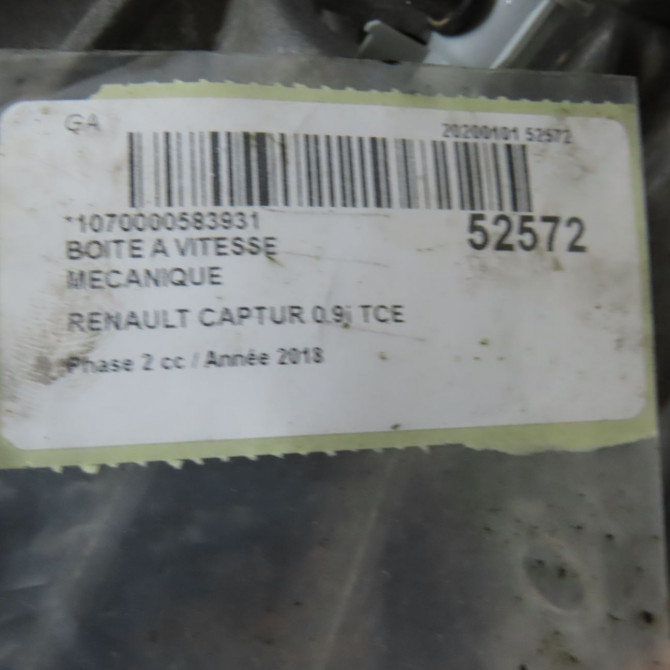 GA
20200101 52572
*1070000583931
52572
BOITE A VITESSE
MECANIQUE
RENAULT CAPTUR 0.9i TCE
Phase 2 cc / Année 2018